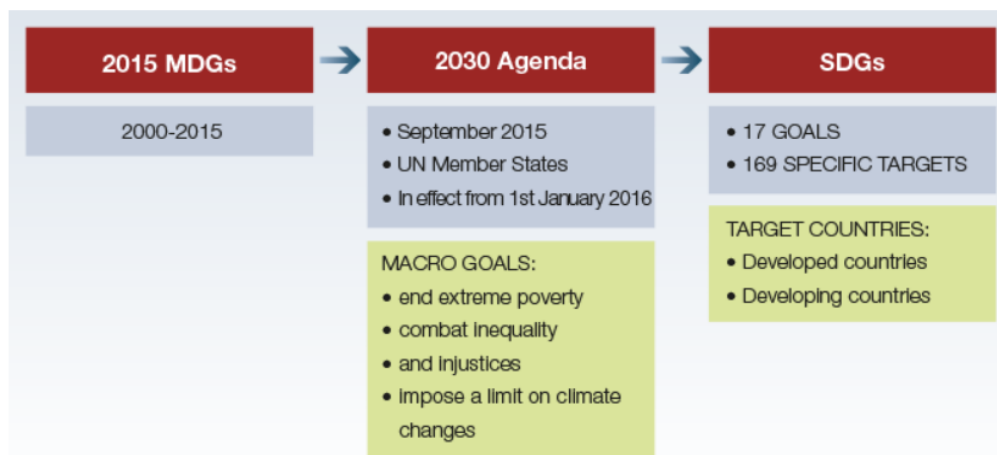 2015 MDGs
2000-2015
2030 Agenda
• September 2015
• UN Member States
• In effect from 1st January 2016
MACRO GOALS:
• end extreme poverty
• combat inequality
• and injustices
• impose a limit on climate
changes
SDGs
• 17 GOALS
• 169 SPECIFIC TARGETS
TARGET COUNTRIES:
• Developed countries
• Developing countries